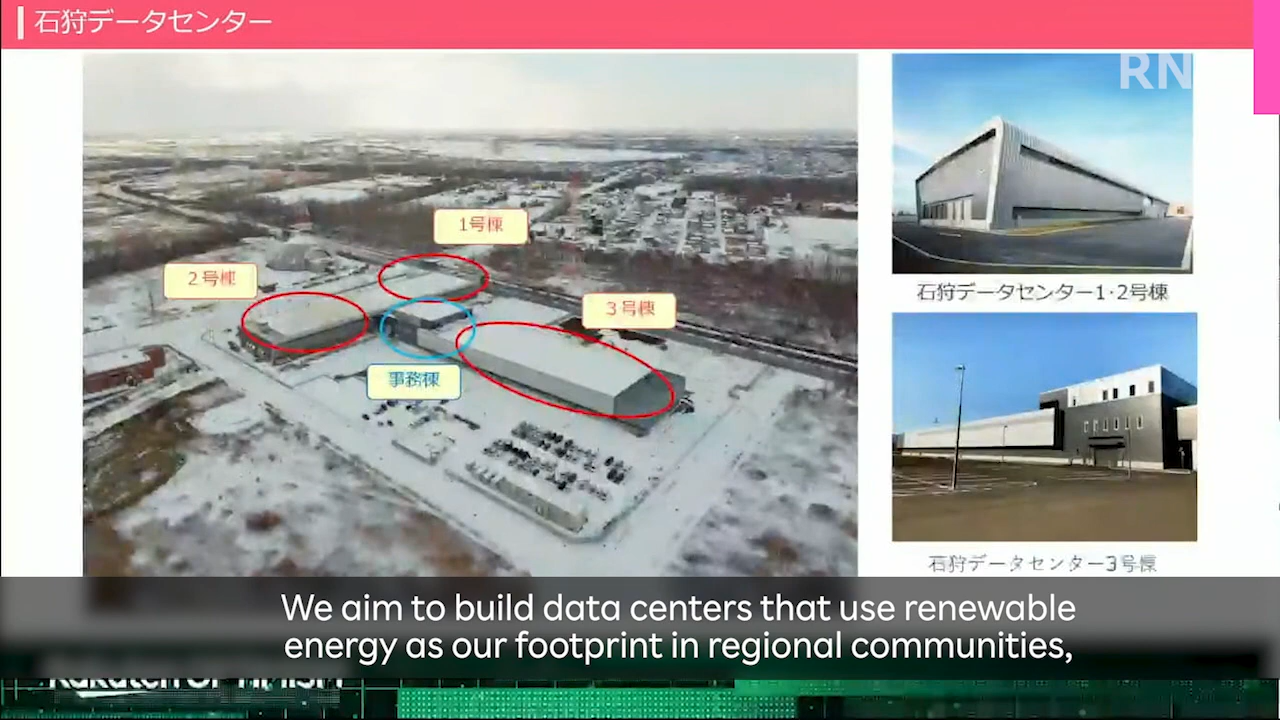 石狩データセンター
RN
1号棟
2号棟
3号棟
事務棟
石狩データセンター1・2号棟
石狩データセンター3号棟
We aim to build data centers that use renewable
energy as our footprint in regional communities,
Rakuten OPTIMISM